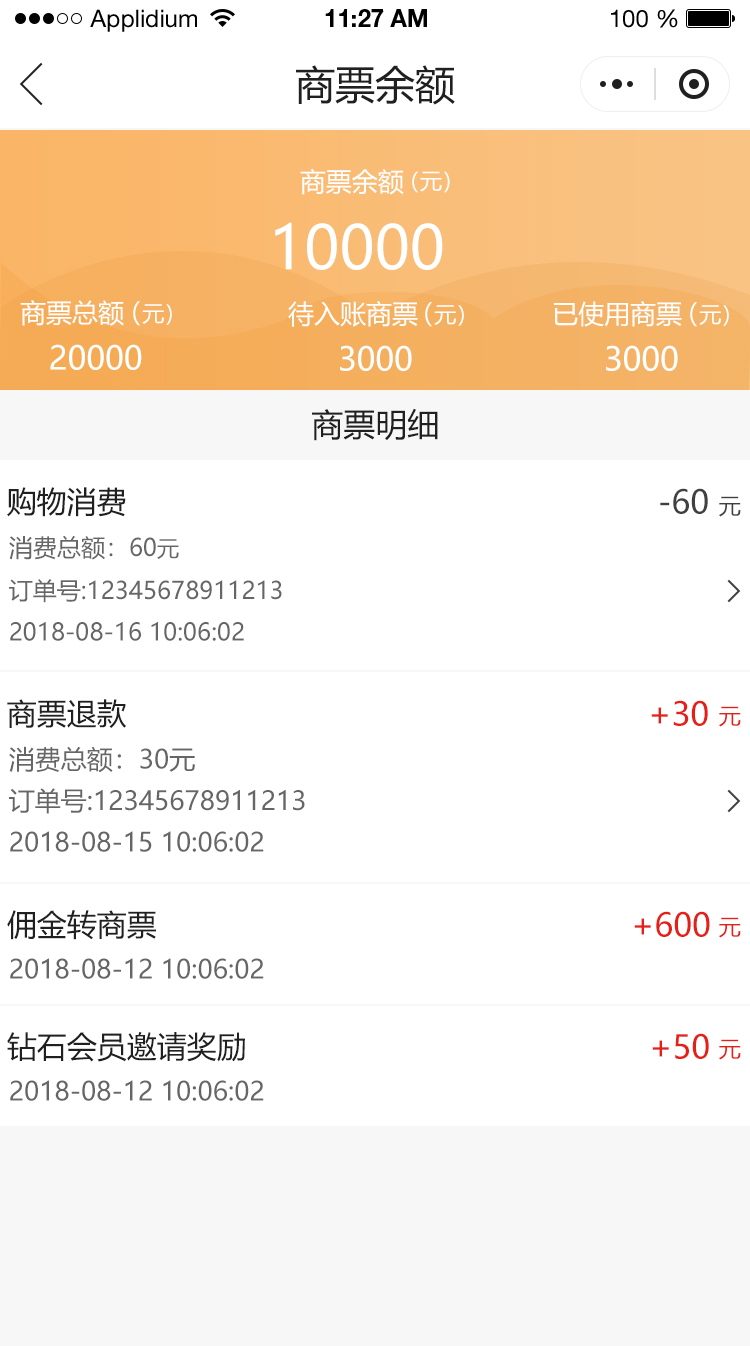 Applidium 11:27 AM 100 %
商票余额
商票余额(元)
10000
商票总额(元) 待入账商票(元) 已使用商票(元)
20000 3000 3000
商票明细
购物消费 -60 元
消费总额：60元
订单号:12345678911213
2018-08-16 10:06:02
商票退款 +30 元
消费总额：30元
订单号:12345678911213
2018-08-15 10:06:02
佣金转商票 +600 元
2018-08-12 10:06:02
钻石会员邀请奖励 +50 元
2018-08-12 10:06:02